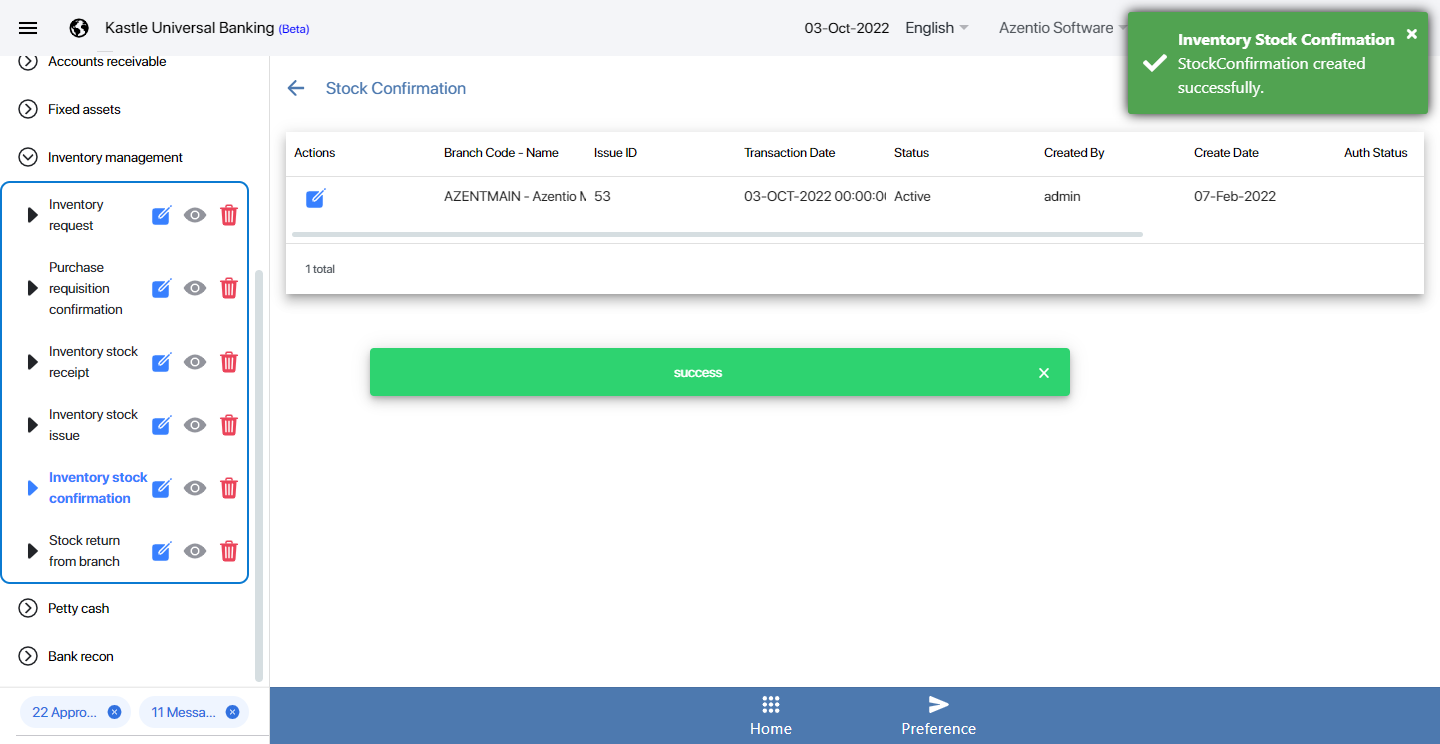 Kastle Universal Banking (Beta)
03-Oct-2022
English
Azentio Software
Inventory Stock Confimation
StockConfirmation created
successfully.
Accounts receivable
Fixed assets
Inventory management
Inventory
request
Purchase
requisition
confirmation
Inventory stock
receipt
Inventory stock
issue
Inventory stock
confirmation
Stock return
from branch
Petty cash
Bank recon
22 Appro...
11 Messa...
Stock Confirmation
Actions Branch Code - Name Issue ID Transaction Date Status Created By Create Date Auth Status
AZENTMAIN - Azentio M 53 03-OCT-2022 00:00:00 Active admin 07-Feb-2022
1 total
success
Home
Preference